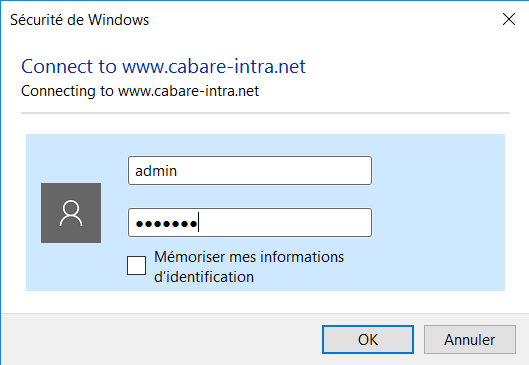 Sécurité de Windows
Connect to www.cabare-intra.net
Connecting to www.cabare-intra.net
admin
●●●●●●●
Mémoriser mes informations
d'identification
OK
Annuler